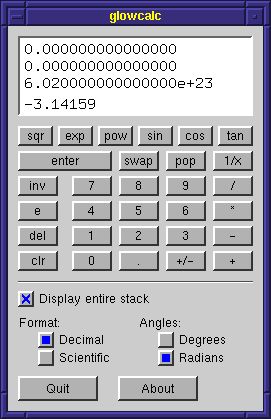 glowcalc
0.000000000000000
0.000000000000000
6.020000000000000e+23
-3.14159
sqr exp pow sin cos tan
enter swap pop 1/x
inv 7 8 9 /
e 4 5 6 *
del 1 2 3 -
clr 0 . +/- +
Display entire stack
Format: Angles:
Decimal Degrees
Scientific Radians
Quit About